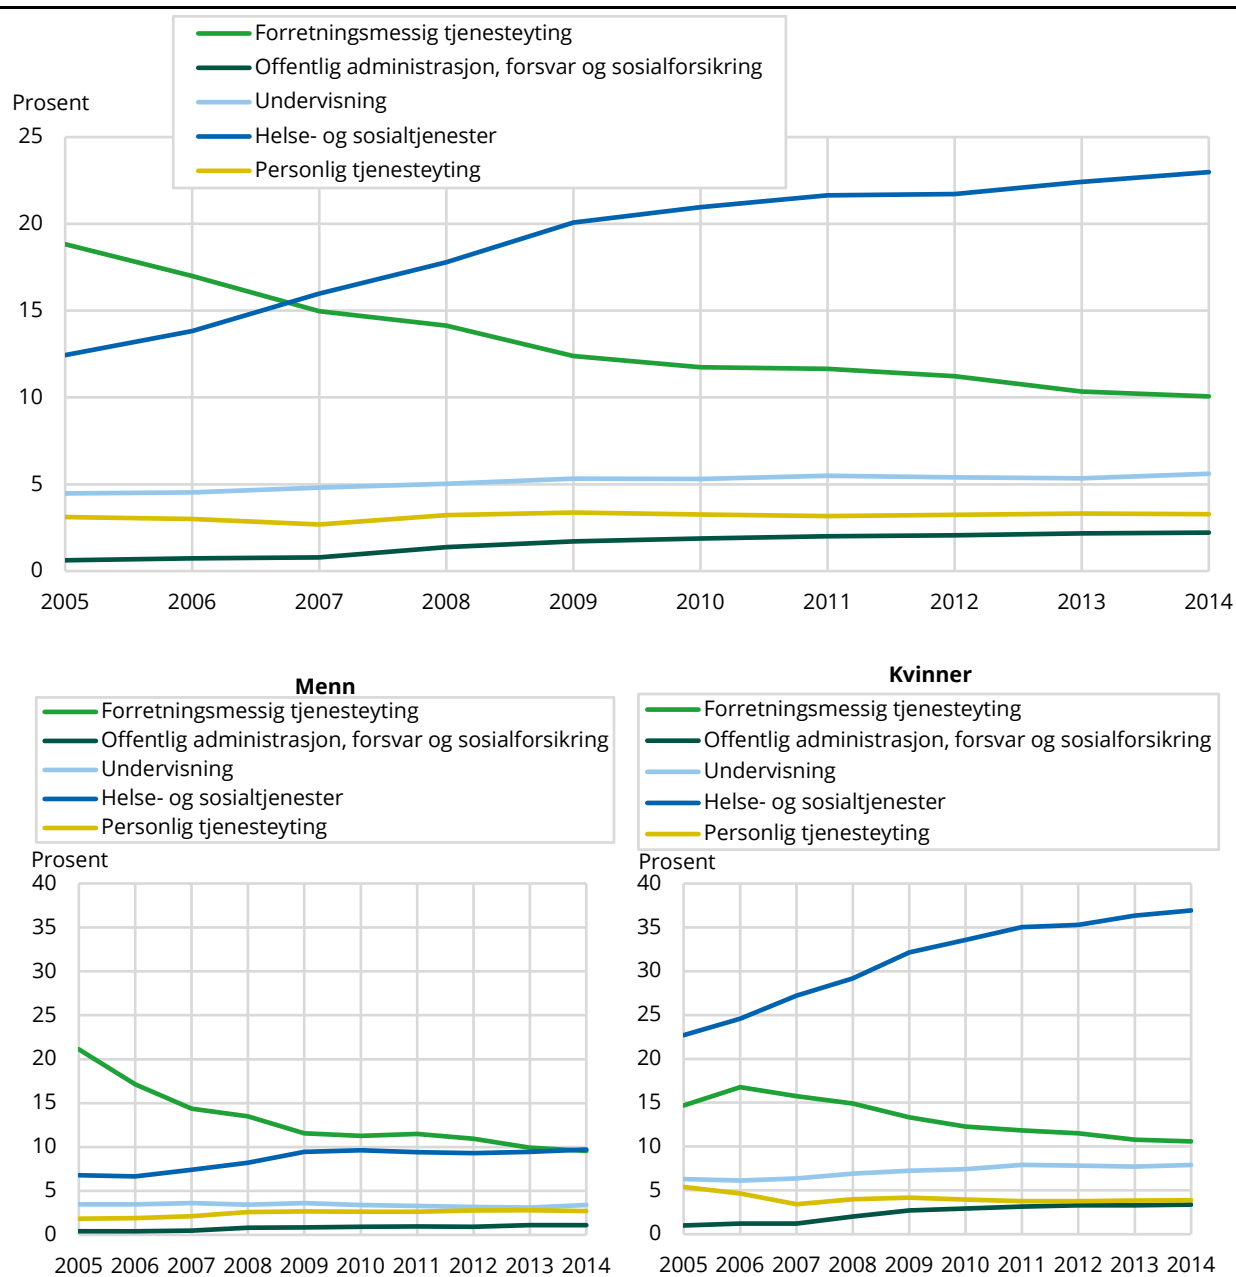 Forretningsmessig tjenesteyting
Offentlig administrasjon, forsvar og sosialforsikring
Undervisning
Helse- og sosialtjenester
Personlig tjenesteyting
Prosent
25
20
15
10
5
0
2005 2006 2007 2008 2009 2010 2011 2012 2013 2014
Menn
Forretningsmessig tjenesteyting
Offentlig administrasjon, forsvar og sosialforsikring
Undervisning
Helse- og sosialtjenester
Personlig tjenesteyting
Prosent
40
35
30
25
20
15
10
5
0
2005 2006 2007 2008 2009 2010 2011 2012 2013 2014
Kvinner
Forretningsmessig tjenesteyting
Offentlig administrasjon, forsvar og sosialforsikring
Undervisning
Helse- og sosialtjenester
Personlig tjenesteyting
Prosent
40
35
30
25
20
15
10
5
0
2005 2006 2007 2008 2009 2010 2011 2012 2013 2014